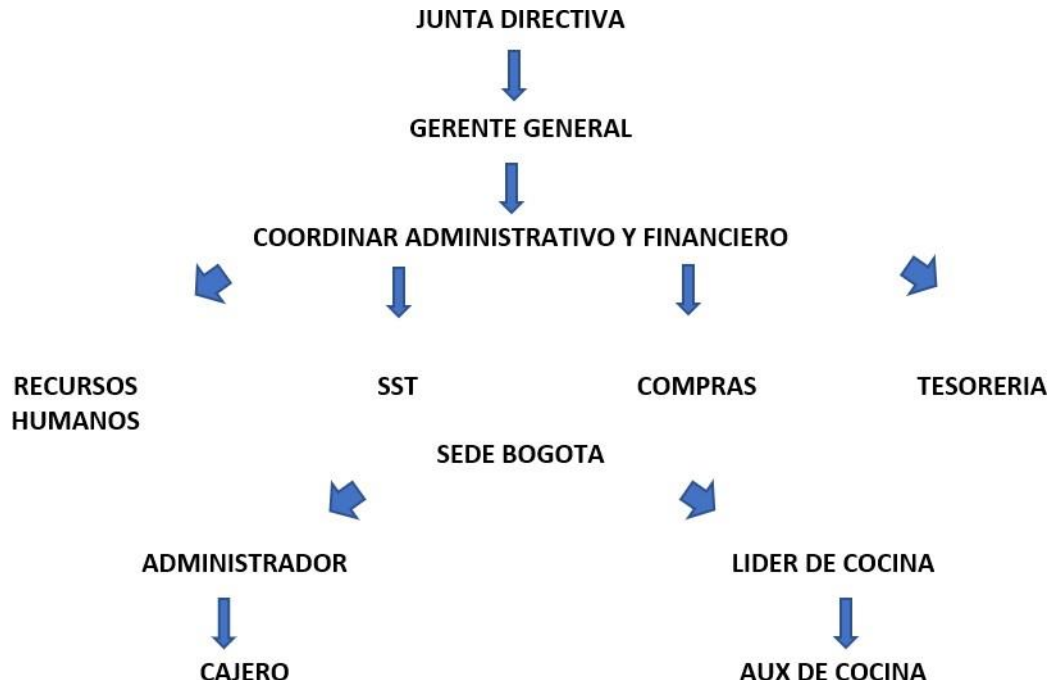 JUNTA DIRECTIVA
GERENTE GENERAL
COORDINAR ADMINISTRATIVO Y FINANCIERO
RECURSOS
HUMANOS
SST
COMPRAS
TESORERIA
SEDE BOGOTA
ADMINISTRADOR
LIDER DE COCINA
CAJERO
AUX DE COCINA